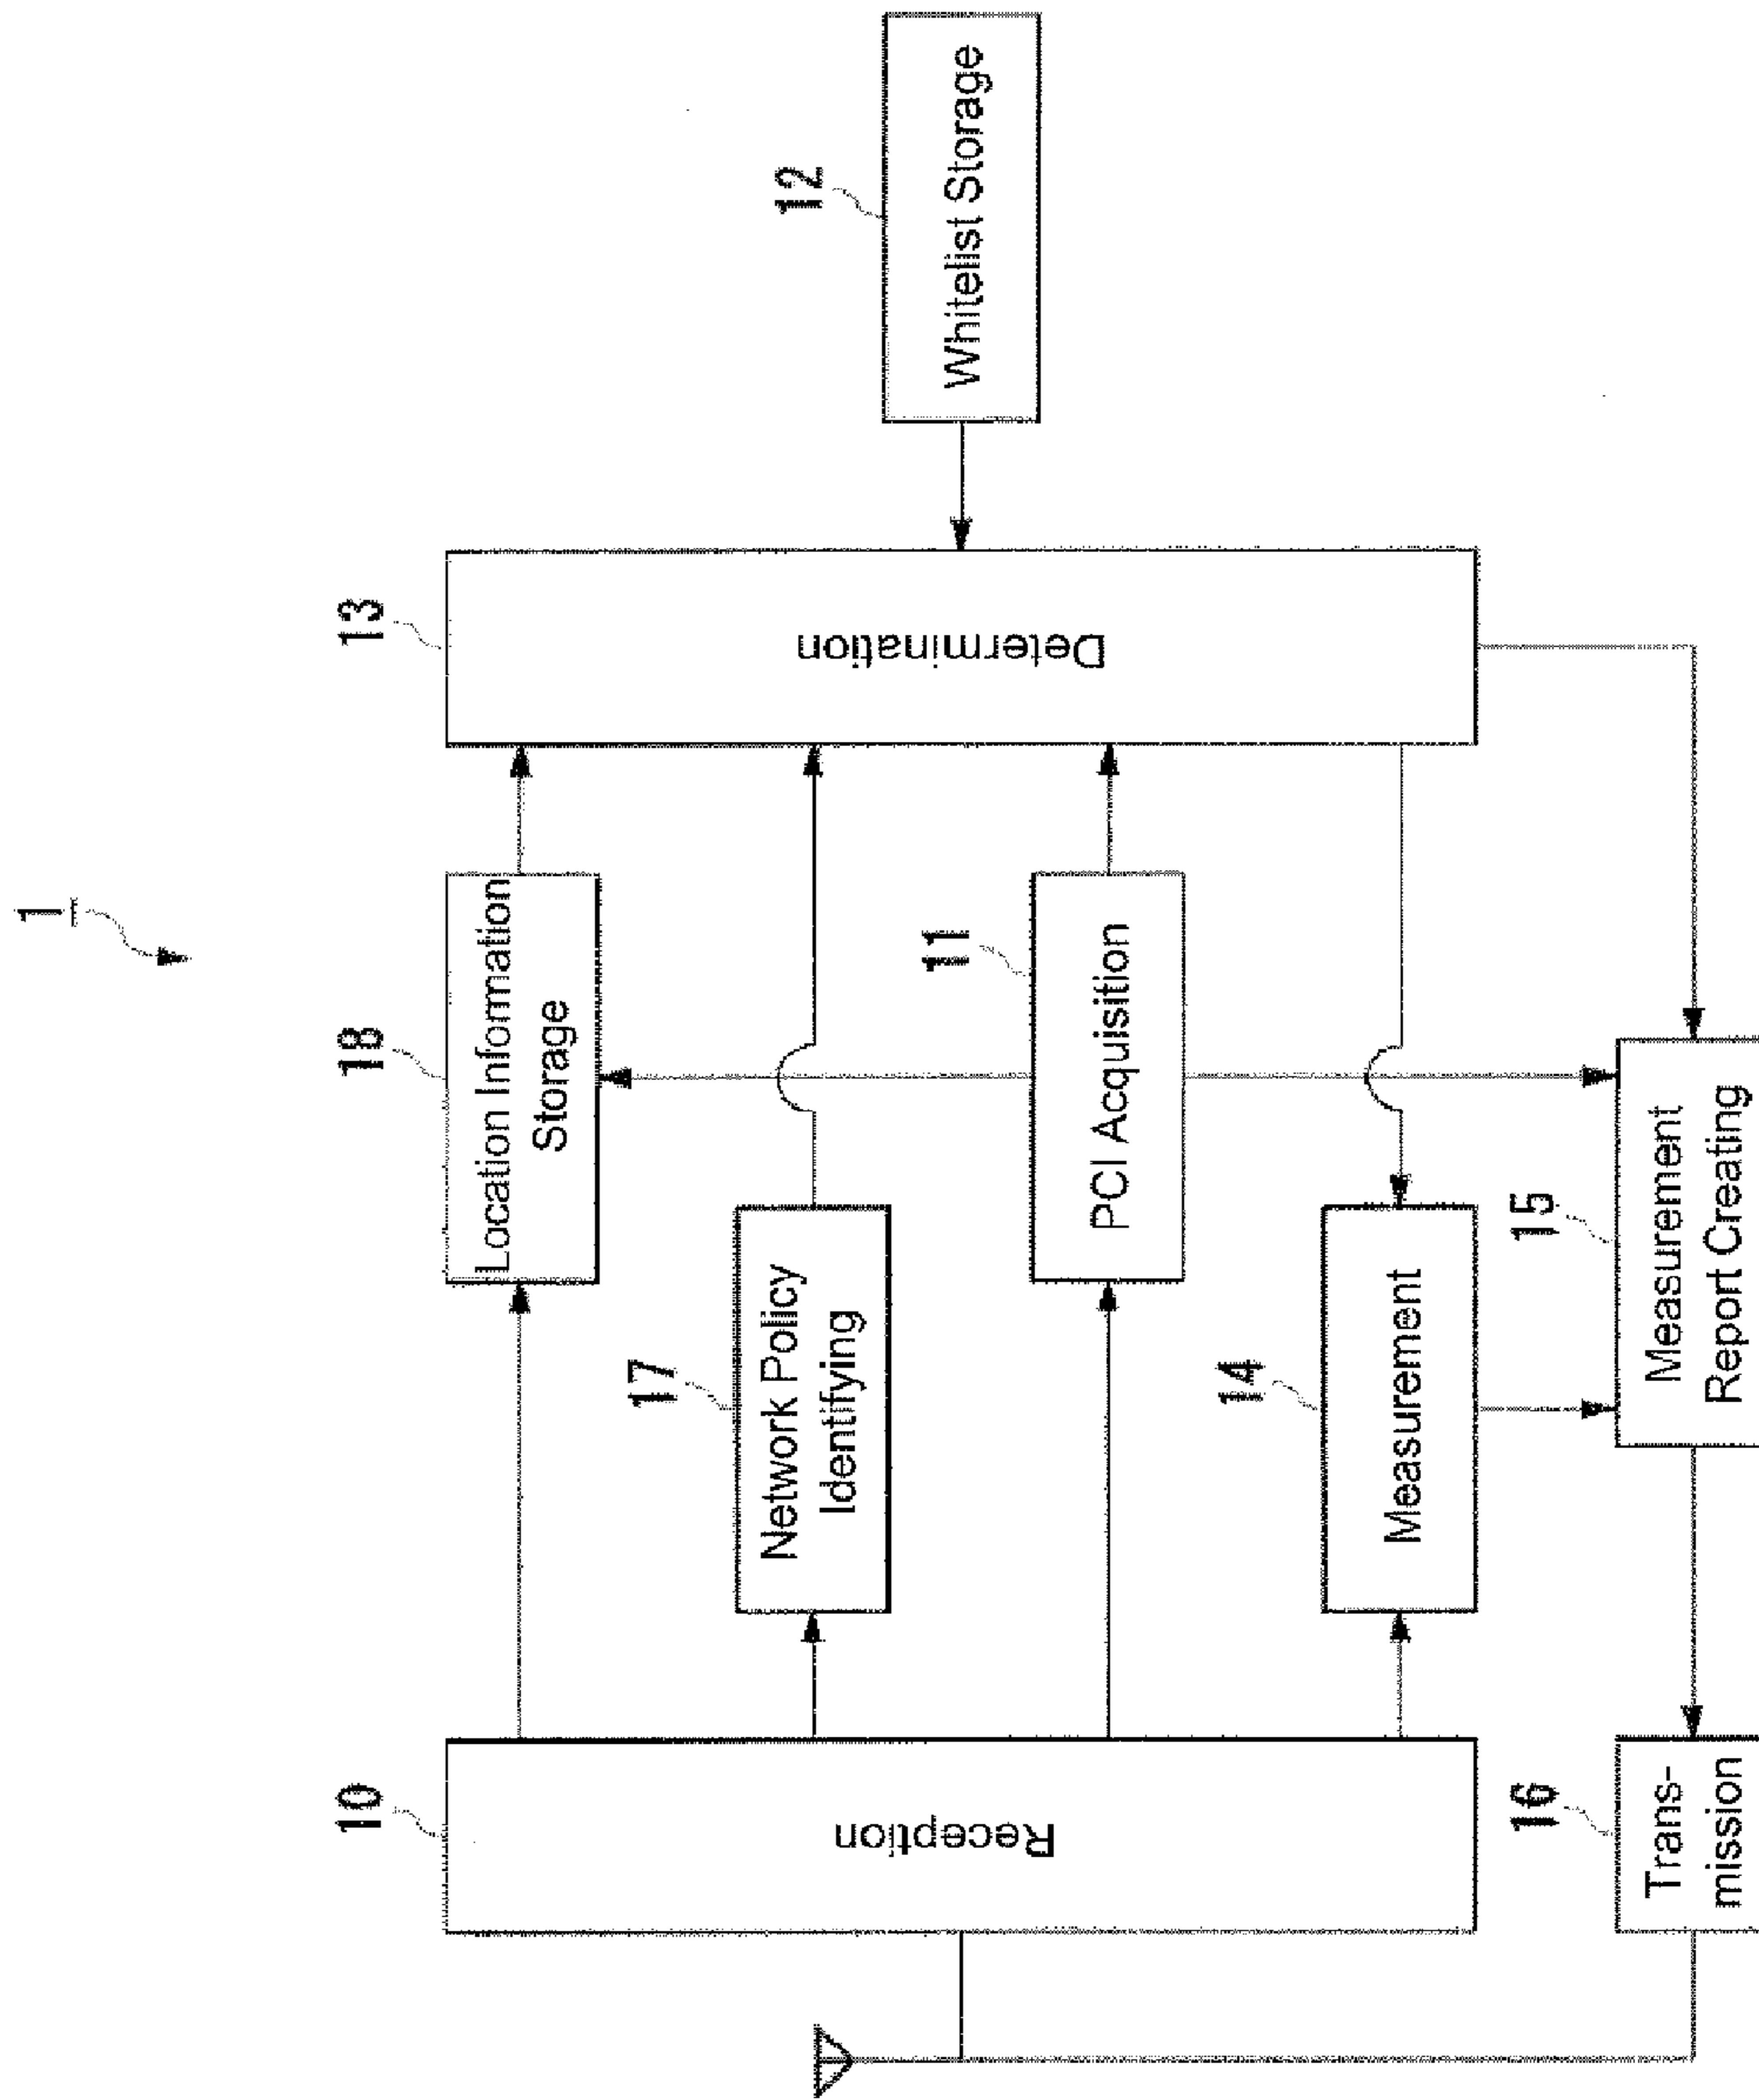 1
10
Reception
18
Location Information
Storage
17
Network Policy
Identifying
11
PCI Acquisition
14
Measurement
13
Determination
12
Whitelist Storage
16
Trans-
mission
15
Measurement
Report Creating